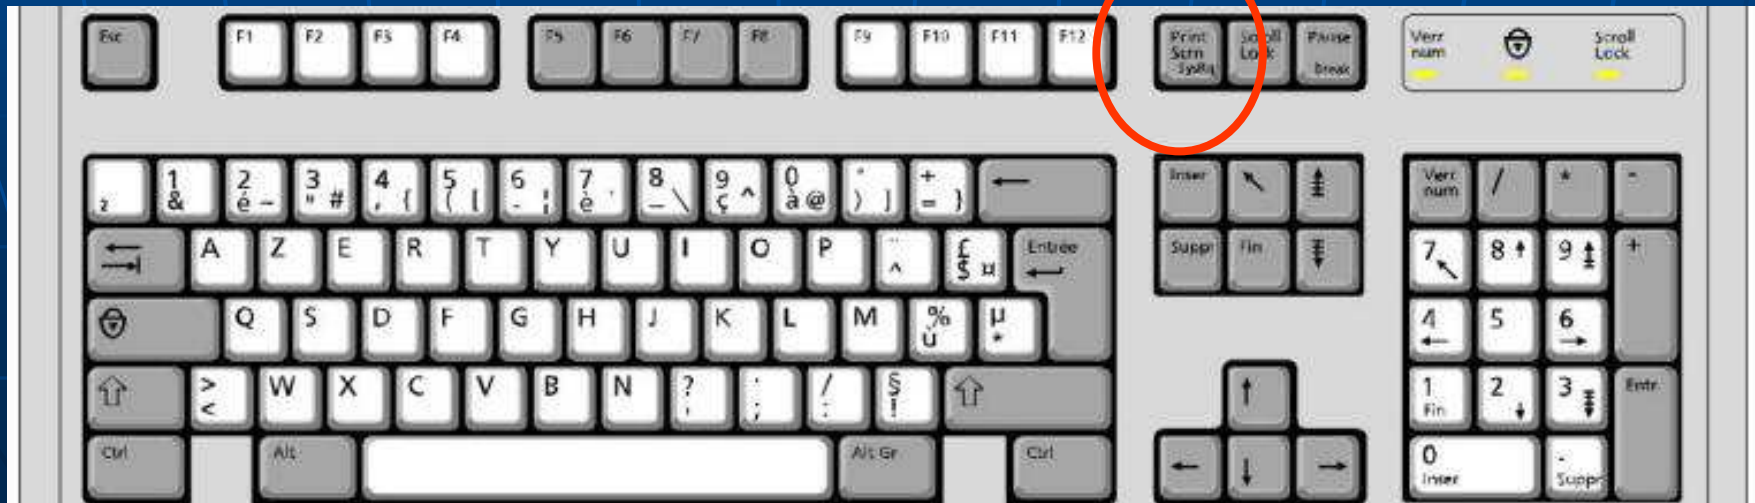 Esc F1 F2 F3 F4 F5 F6 F7 F8 F9 F10 F11 F12 Print Scrn SysRq Scroll Lock Pause Break Verr num Scroll Lock
² 1 & 2 é ~ 3 " # 4 ' { 5 ( [ 6 - ¦ 7 è ` 8 _ \ 9 ç ^ 0 à @ ° ) ] + = } Inser Verr num / * -
A Z E R T Y U I O P ¨ ^ £ $ ¤ Entrée Suppr Fin 7 8 9 +
Q S D F G H J K L M % ù µ * 4 5 6
> < W X C V B N ? , . ; / : § ! 1 Fin 2 3 Entr
Ctrl Alt Alt Gr Ctrl 0 Inser . Suppr